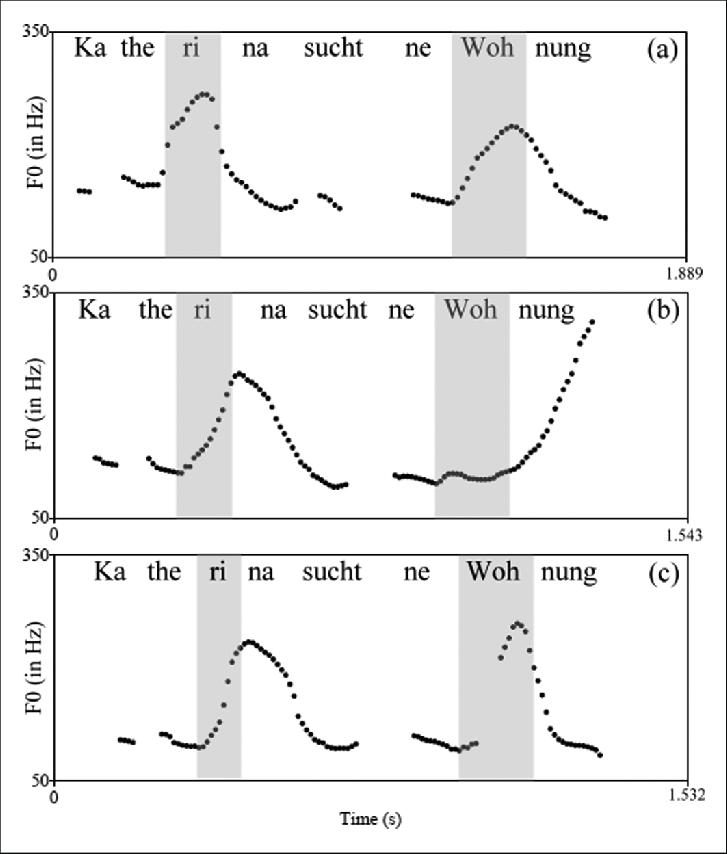 350
Ka the ri na sucht ne Woh nung (a)
F0 (in Hz)
50
0 1.889
350
Ka the ri na sucht ne Woh nung (b)
F0 (in Hz)
50
0 1.543
350
Ka the ri na sucht ne Woh nung (c)
F0 (in Hz)
50
0 1.532
Time (s)